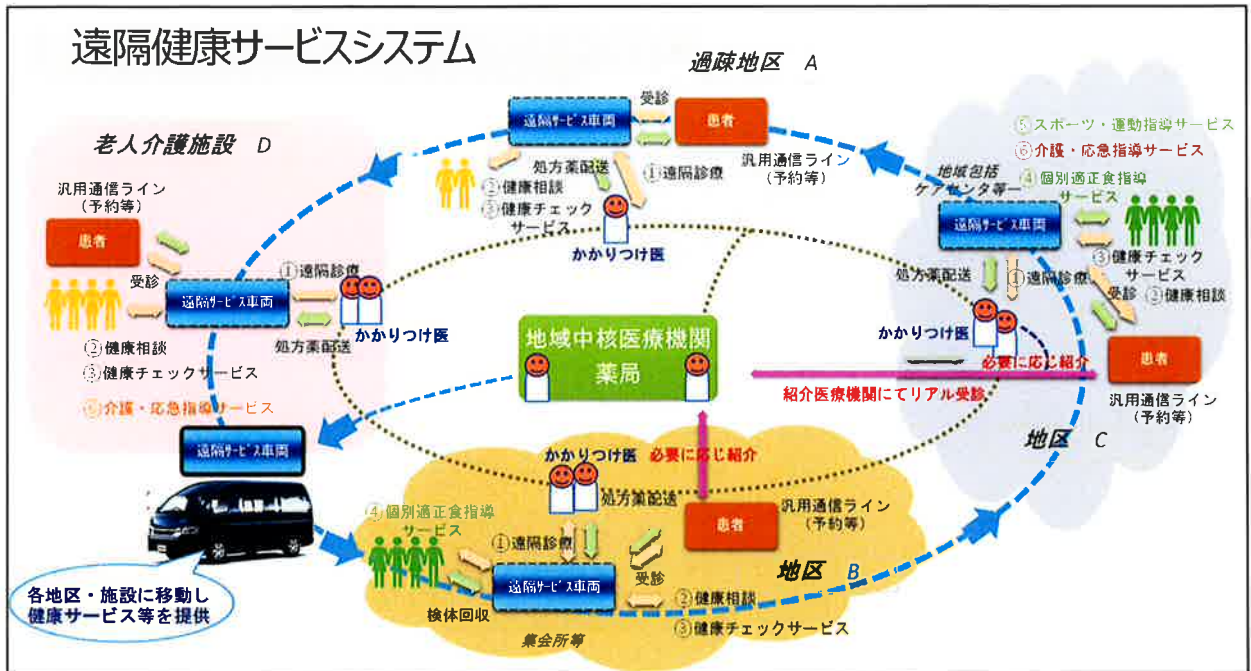 遠隔健康サービスシステム
過疎地区 A
遠隔サービス車両
受診
患者
汎用通信ライン
(予約等)
処方薬配送
①遠隔診療
②健康相談
③健康チェック
サービス
かかりつけ医
老人介護施設 D
汎用通信ライン
(予約等)
患者
受診
遠隔サービス車両
①遠隔診療
処方薬配送
かかりつけ医
②健康相談
③健康チェックサービス
⑥介護・応急指導サービス
遠隔サービス車両
各地区・施設に移動し
健康サービス等を提供
地域中核医療機関
薬局
⑤スポーツ・運動指導サービス
⑥介護・応急指導サービス
地域包括
ケアセンタ等ー
④個別適正食指導
サービス
遠隔サービス車両
③健康チェック
サービス
処方薬配送
①遠隔診療
受診
②健康相談
かかりつけ医
必要に応じ紹介
紹介医療機関にてリアル受診
患者
汎用通信ライン
(予約等)
地区 C
かかりつけ医
必要に応じ紹介
処方薬配送
患者
汎用通信ライン
(予約等)
④個別適正食指導
サービス
①遠隔診療
遠隔サービス車両
受診
地区 B
検体回収
②健康相談
③健康チェックサービス
集会所等